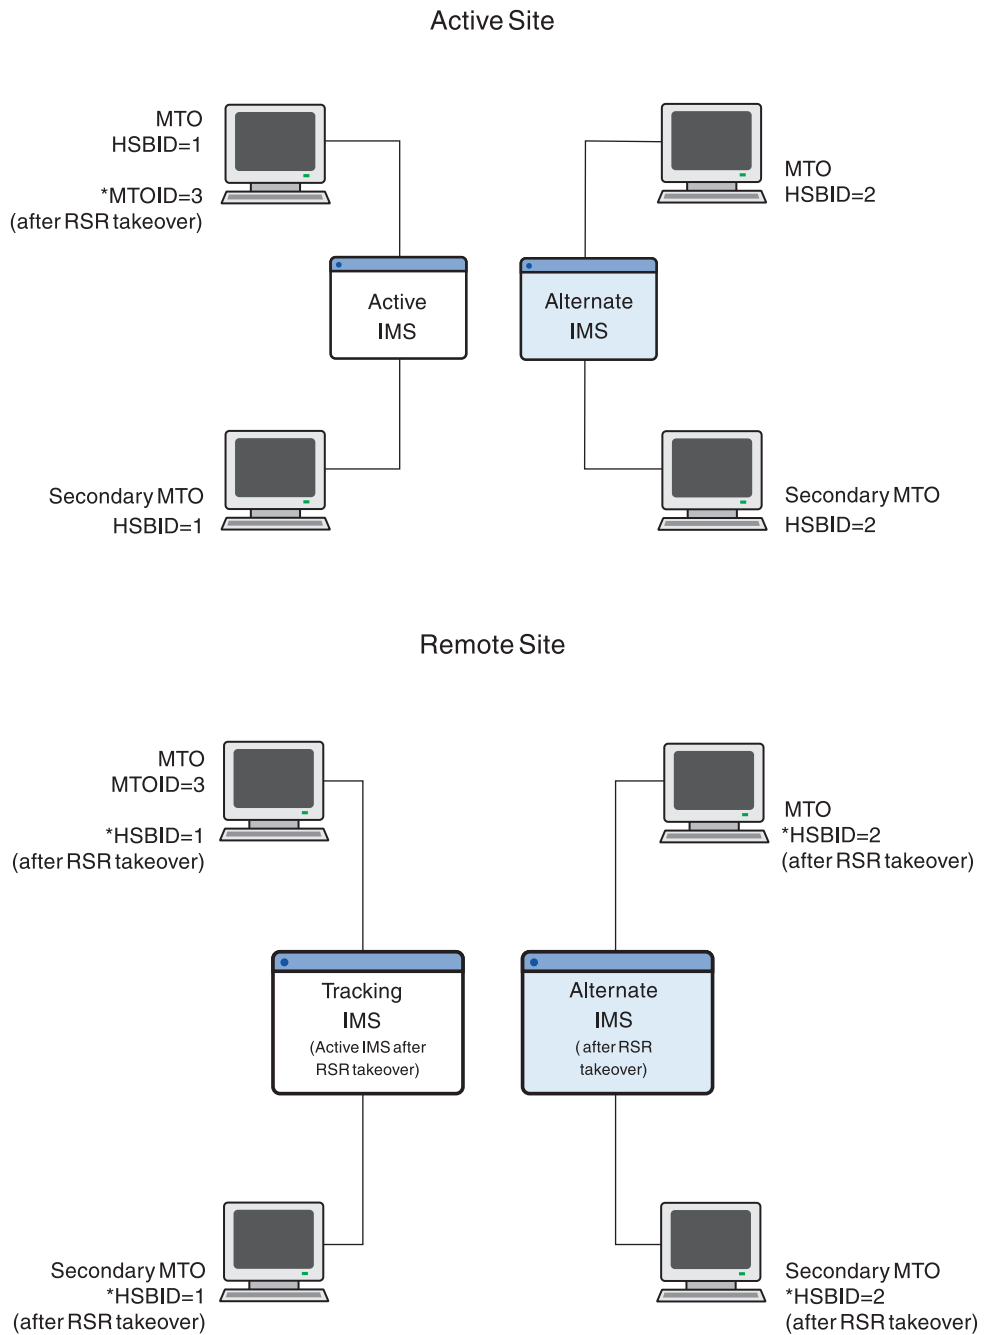 Active Site
MTO
HSBID=1
*MTOID=3
(after RSR takeover)
MTO
HSBID=2
Active
IMS
Alternate
IMS
Secondary MTO
HSBID=1
Secondary MTO
HSBID=2
Remote Site
MTO
MTOID=3
*HSBID=1
(after RSR takeover)
MTO
*HSBID=2
(after RSR takeover)
Tracking
IMS
(Active IMS after
RSR takeover)
Alternate
IMS
( after RSR
takeover)
Secondary MTO
*HSBID=1
(after RSR takeover)
Secondary MTO
*HSBID=2
(after RSR takeover)